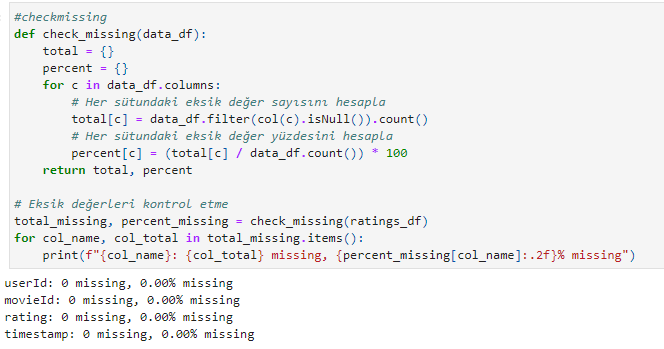 #checkmissing
def check_missing(data_df):
    total = {}
    percent = {}
    for c in data_df.columns:
        # Her sütundaki eksik değer sayısını hesapla
        total[c] = data_df.filter(col(c).isNull()).count()
        # Her sütundaki eksik değer yüzdesini hesapla
        percent[c] = (total[c] / data_df.count()) * 100
    return total, percent
# Eksik değerleri kontrol etme
total_missing, percent_missing = check_missing(ratings_df)
for col_name, col_total in total_missing.items():
    print(f"{col_name}: {col_total} missing, {percent_missing[col_name]:.2f}% missing")
userId: 0 missing, 0.00% missing
movieId: 0 missing, 0.00% missing
rating: 0 missing, 0.00% missing
timestamp: 0 missing, 0.00% missing